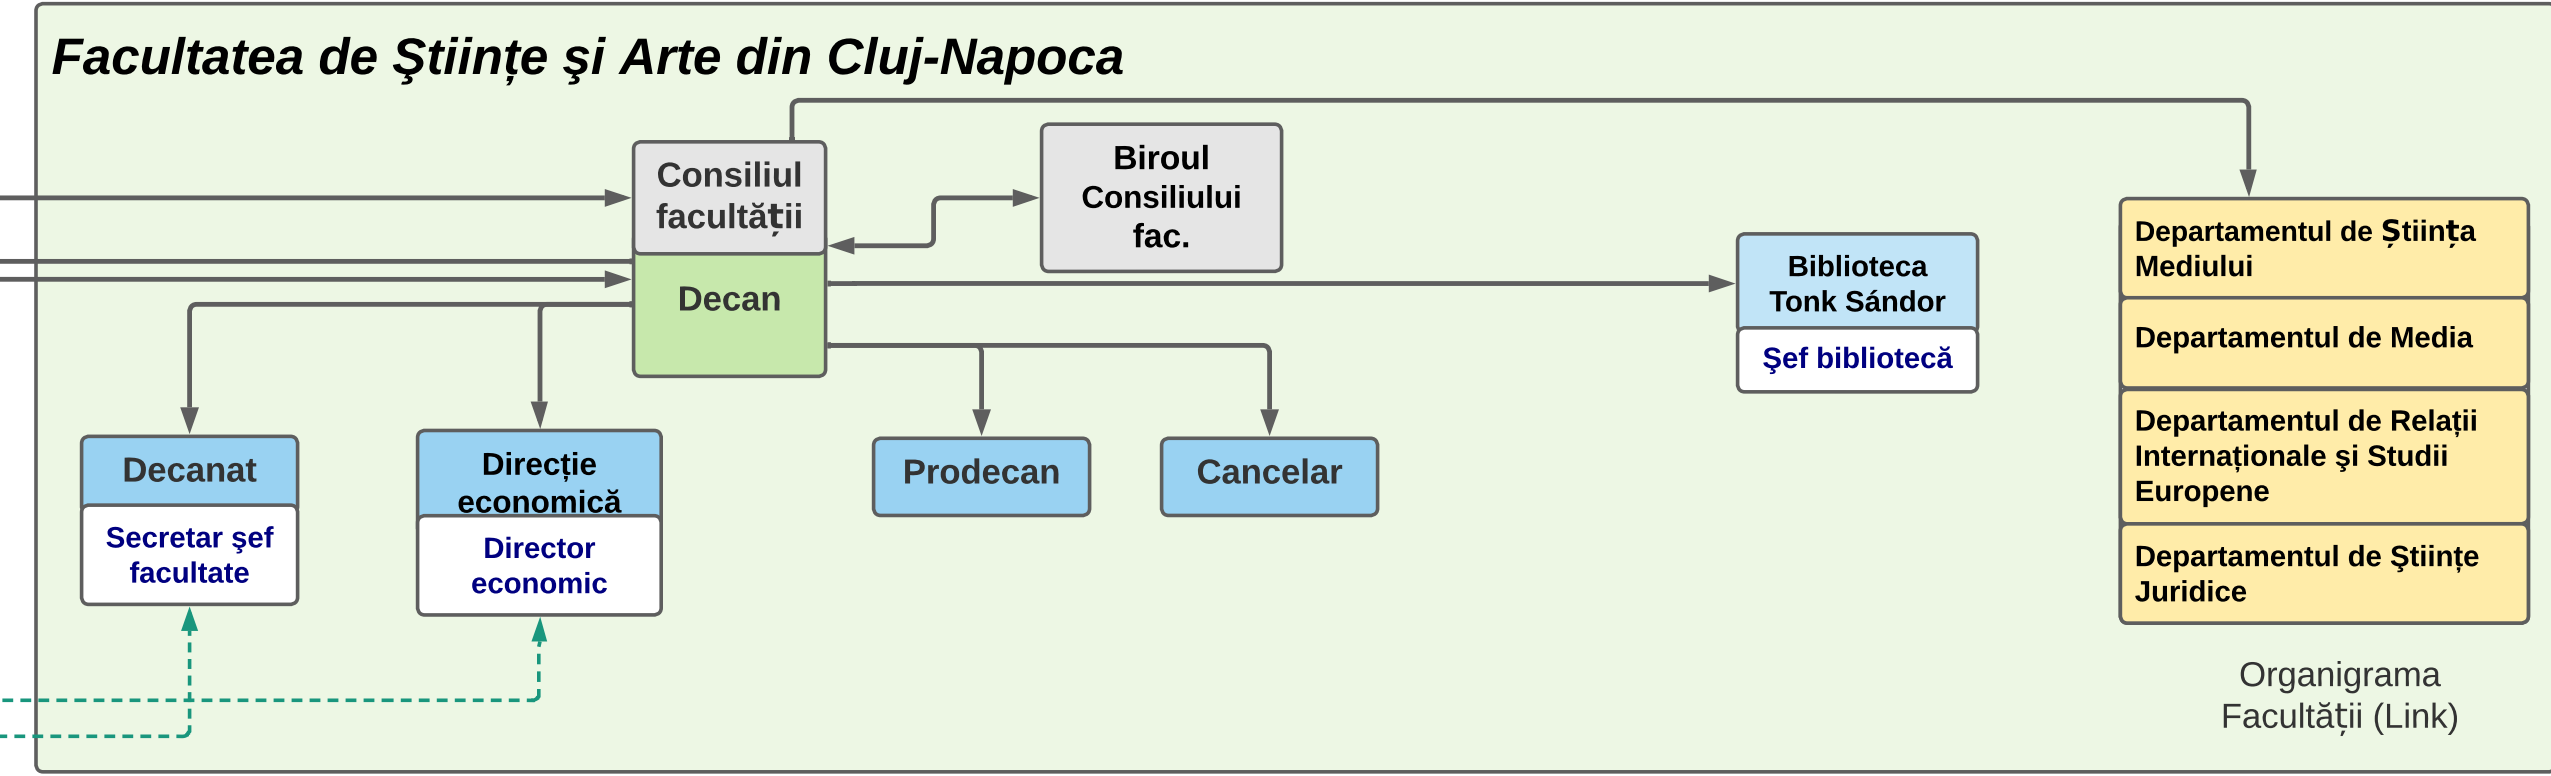 Facultatea de Ştiințe şi Arte din Cluj-Napoca
Consiliul
facultății
Decan
Biroul
Consiliului
fac.
Biblioteca
Tonk Sándor
Şef bibliotecă
Departamentul de Știința
Mediului
Departamentul de Media
Departamentul de Relații
Internaționale şi Studii
Europene
Departamentul de Ştiințe
Juridice
Decanat
Secretar şef
facultate
Direcție
economică
Director
economic
Prodecan
Cancelar
Organigrama
Facultății (Link)